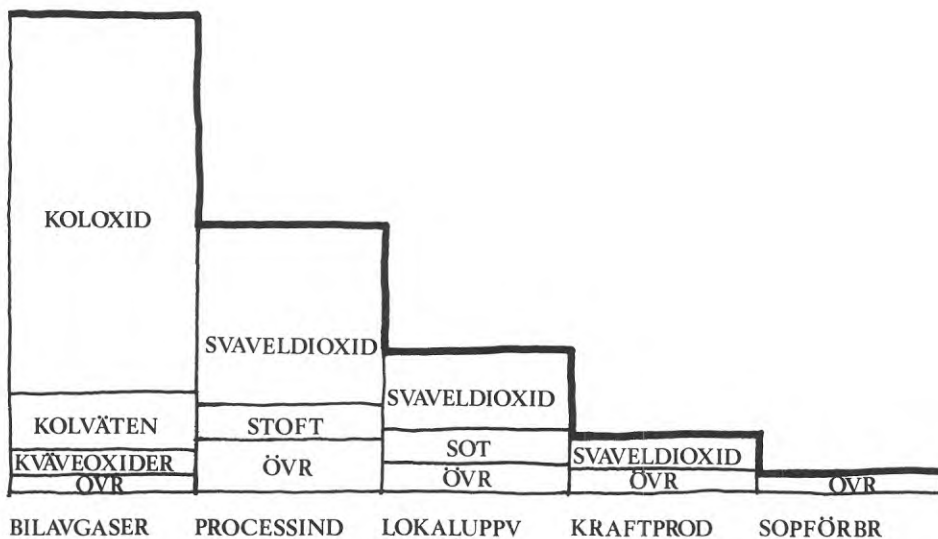 KOLOXID
KOLVÄTEN
KVÄVEOXIDER
ÖVR
SVAVELDIOXID
STOFT
ÖVR
SVAVELDIOXID
SOT
ÖVR
SVAVELDIOXID
ÖVR
ÖVR
BILAVGASER PROCESSIND LOKALUPPV KRAFTPROD SOPFÖRBR